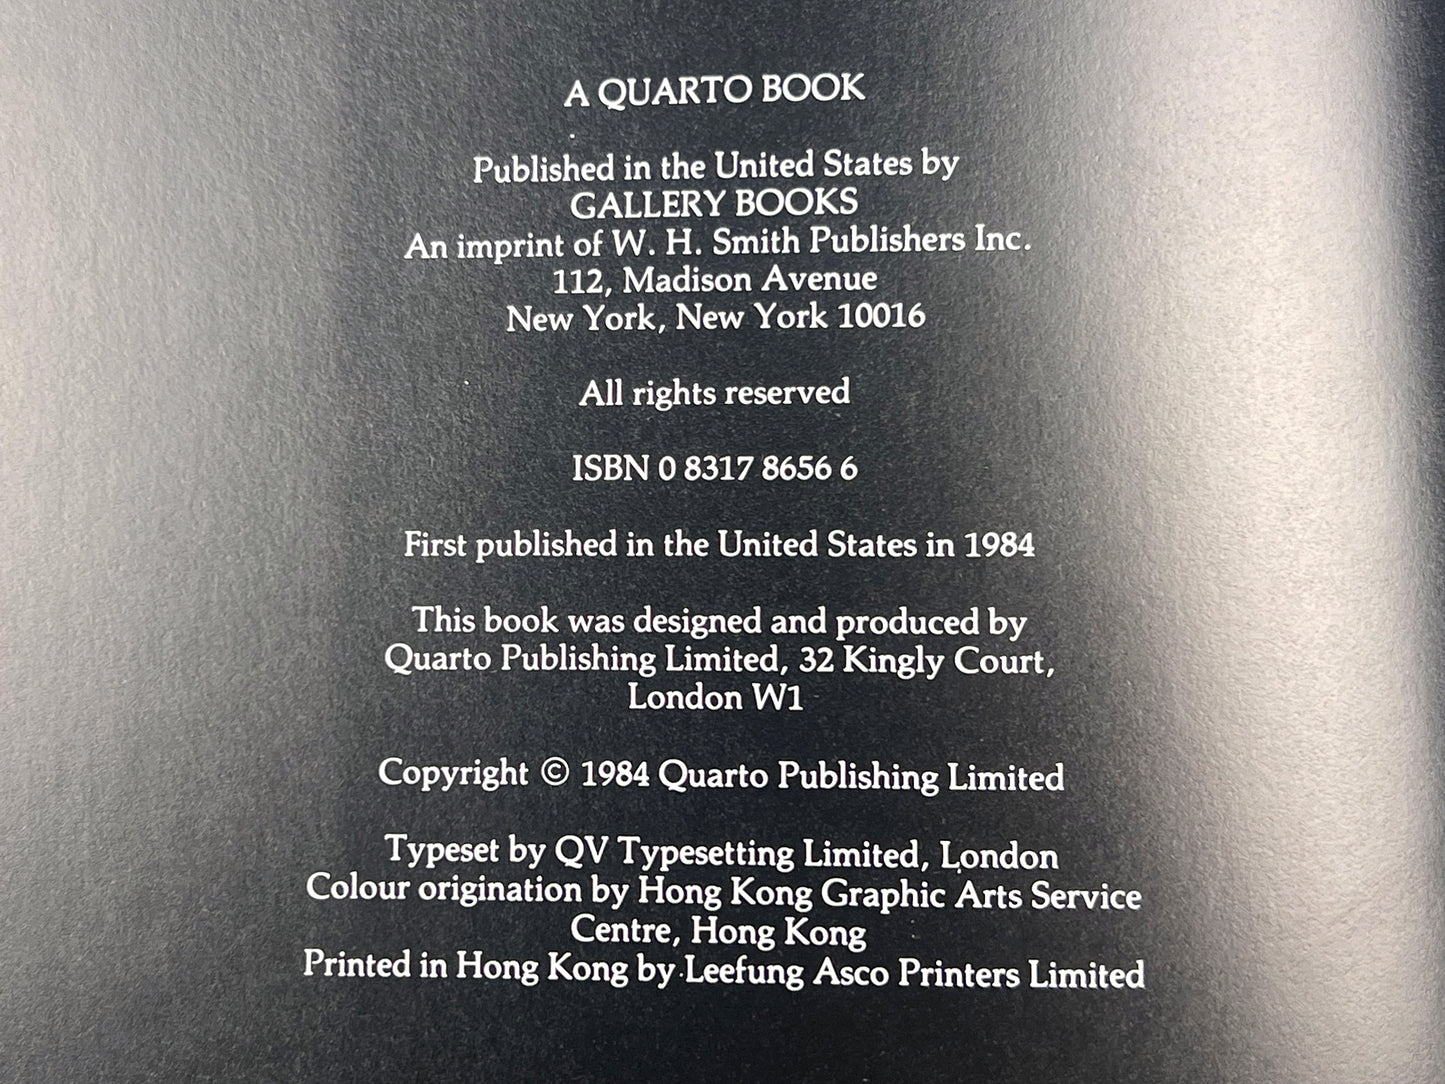 A QUARTO BOOK
Published in the United States by
GALLERY BOOKS
An imprint of W. H. Smith Publishers Inc.
112, Madison Avenue
New York, New York 10016
All rights reserved
ISBN 0 8317 8656 6
First published in the United States in 1984
This book was designed and produced by
Quarto Publishing Limited, 32 Kingly Court,
London W1
Copyright © 1984 Quarto Publishing Limited
Typeset by QV Typesetting Limited, London
Colour origination by Hong Kong Graphic Arts Service
Centre, Hong Kong
Printed in Hong Kong by Leefung Asco Printers Limited